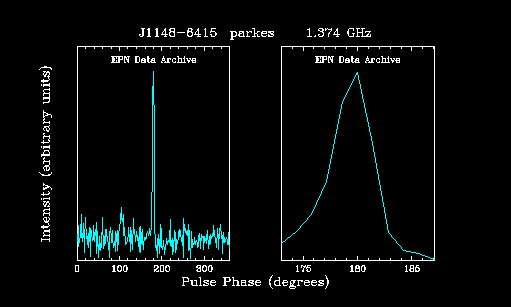 J1148-6415 parkes 1.374 GHz
EPN Data Archive EPN Data Archive
Intensity (arbitrary units)
0 100 200 300 175 180 185
Pulse Phase (degrees)